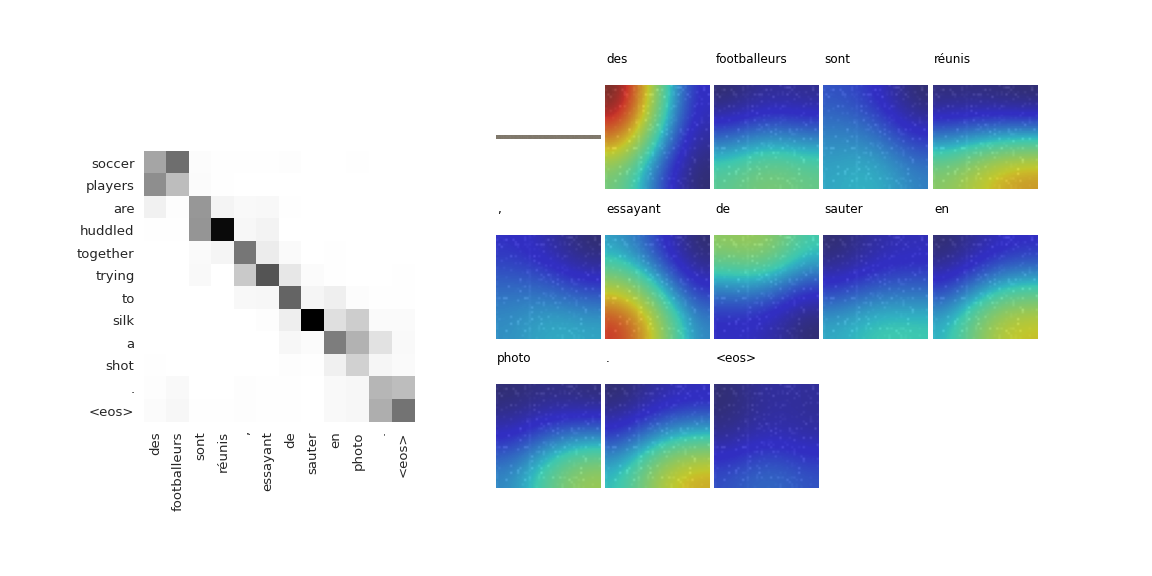 soccer
players
are
huddled
together
trying
to
silk
a
shot
.
<eos>
des
footballeurs
sont
réunis
,
essayant
de
sauter
en
photo
.
<eos>
des footballeurs sont réunis
, essayant de sauter en
photo . <eos>